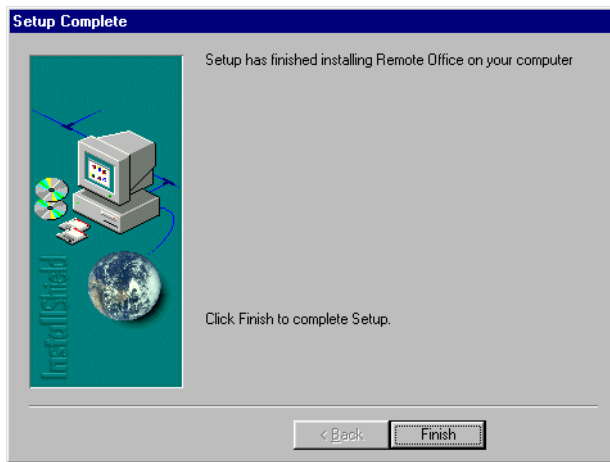 Setup Complete
Setup has finished installing Remote Office on your computer
InstallShield
Click Finish to complete Setup.
< Back
Finish